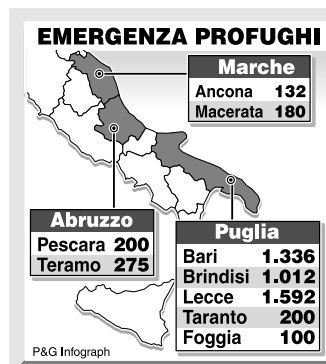 EMERGENZA PROFUGHI
Marche
Ancona 132
Macerata 180
Abruzzo
Pescara 200
Teramo 275
Puglia
Bari 1.336
Brindisi 1.012
Lecce 1.592
Taranto 200
Foggia 100
P&G Infograph